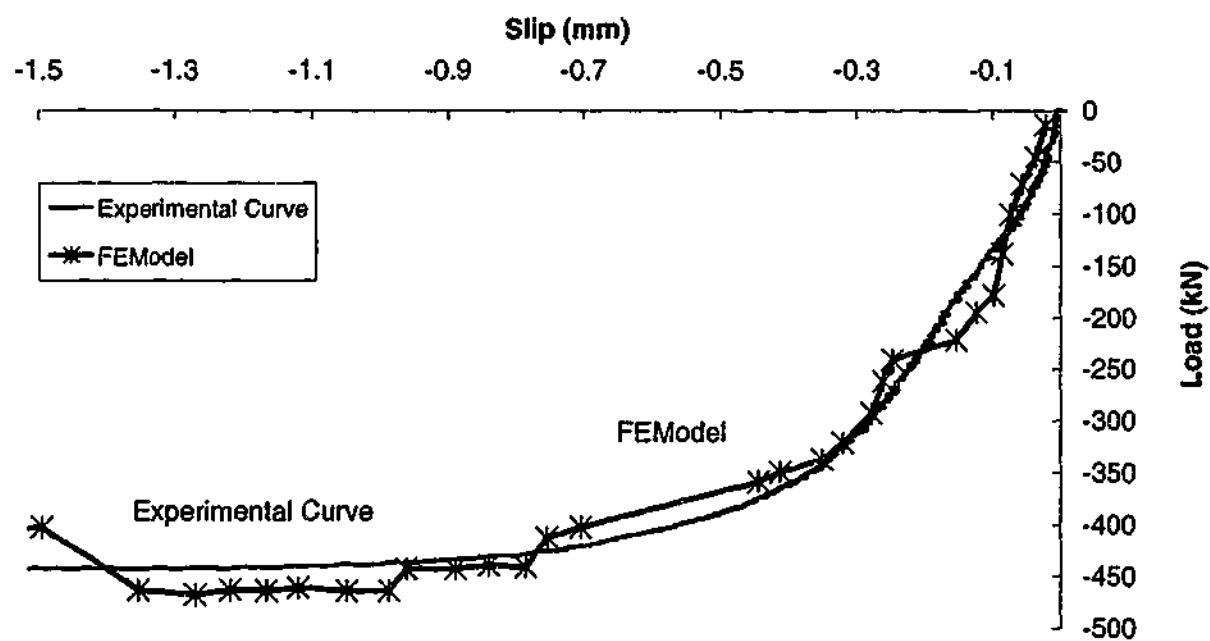 Slip (mm)
-1.5 -1.3 -1.1 -0.9 -0.7 -0.5 -0.3 -0.1
0
-50
-100
-150
-200
-250
-300
-350
-400
-450
-500
Load (kN)
Experimental Curve
FEModel
FEModel
Experimental Curve